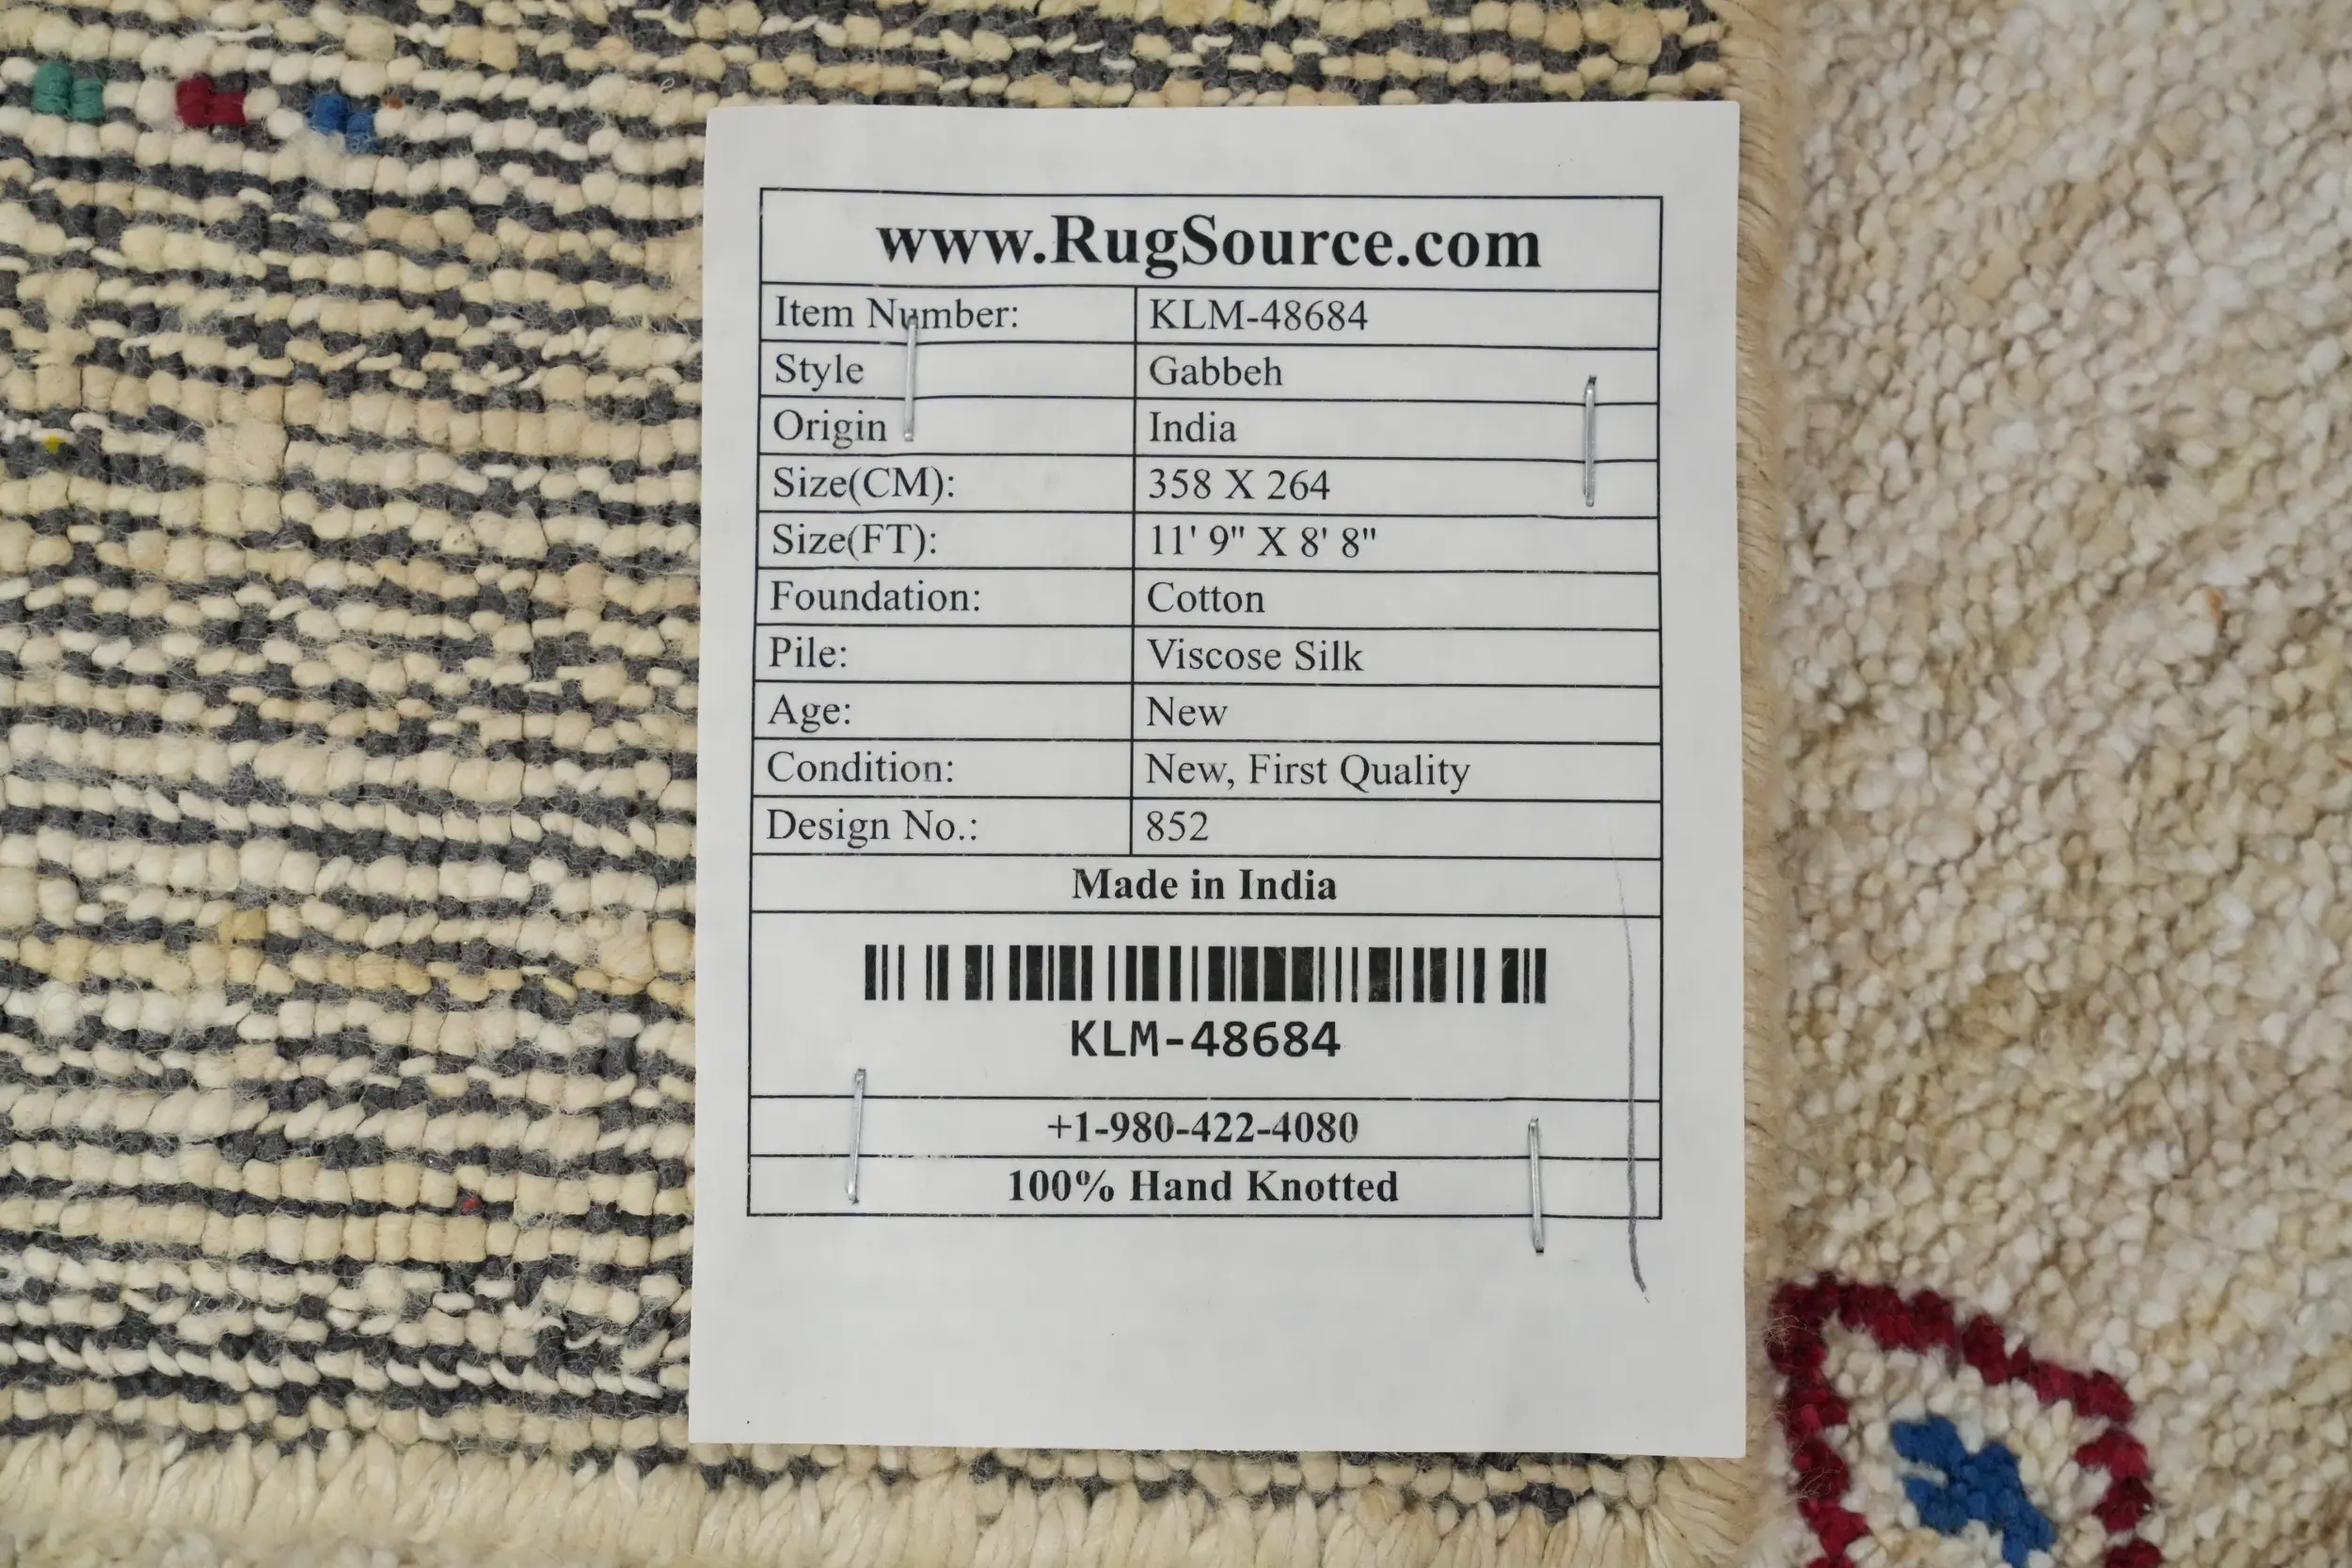 www.RugSource.com
Item Number: KLM-48684
Style Gabbeh
Origin India
Size(CM): 358 X 264
Size(FT): 11' 9" X 8' 8"
Foundation: Cotton
Pile: Viscose Silk
Age: New
Condition: New, First Quality
Design No.: 852
Made in India
KLM-48684
+1-980-422-4080
100% Hand Knotted